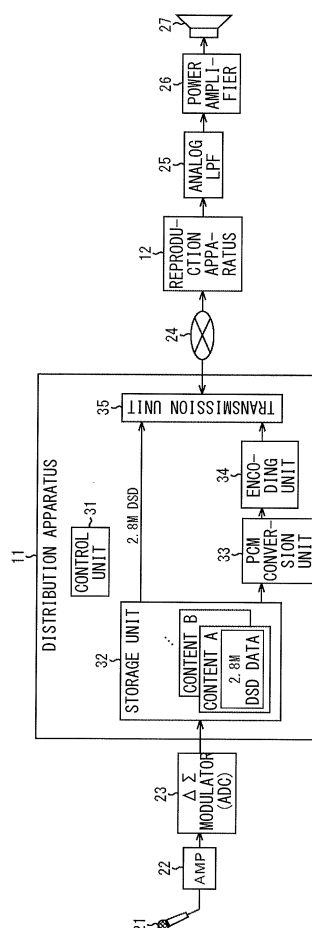 21
22
AMP
23
Δ Σ
MODULATOR
(ADC)
11
DISTRIBUTION APPARATUS
31
CONTROL
UNIT
32
STORAGE UNIT
CONTENT B
CONTENT A
2.8M
DSD DATA
2.8M DSD
33
PCM
CONVER-
SION
UNIT
34
ENCO-
DING
UNIT
35
TRANSMISSION UNIT
24
12
REPRODU-
CTION
APPA-
RATUS
25
ANALOG
LPF
26
POWER
AMPLI-
FIER
27